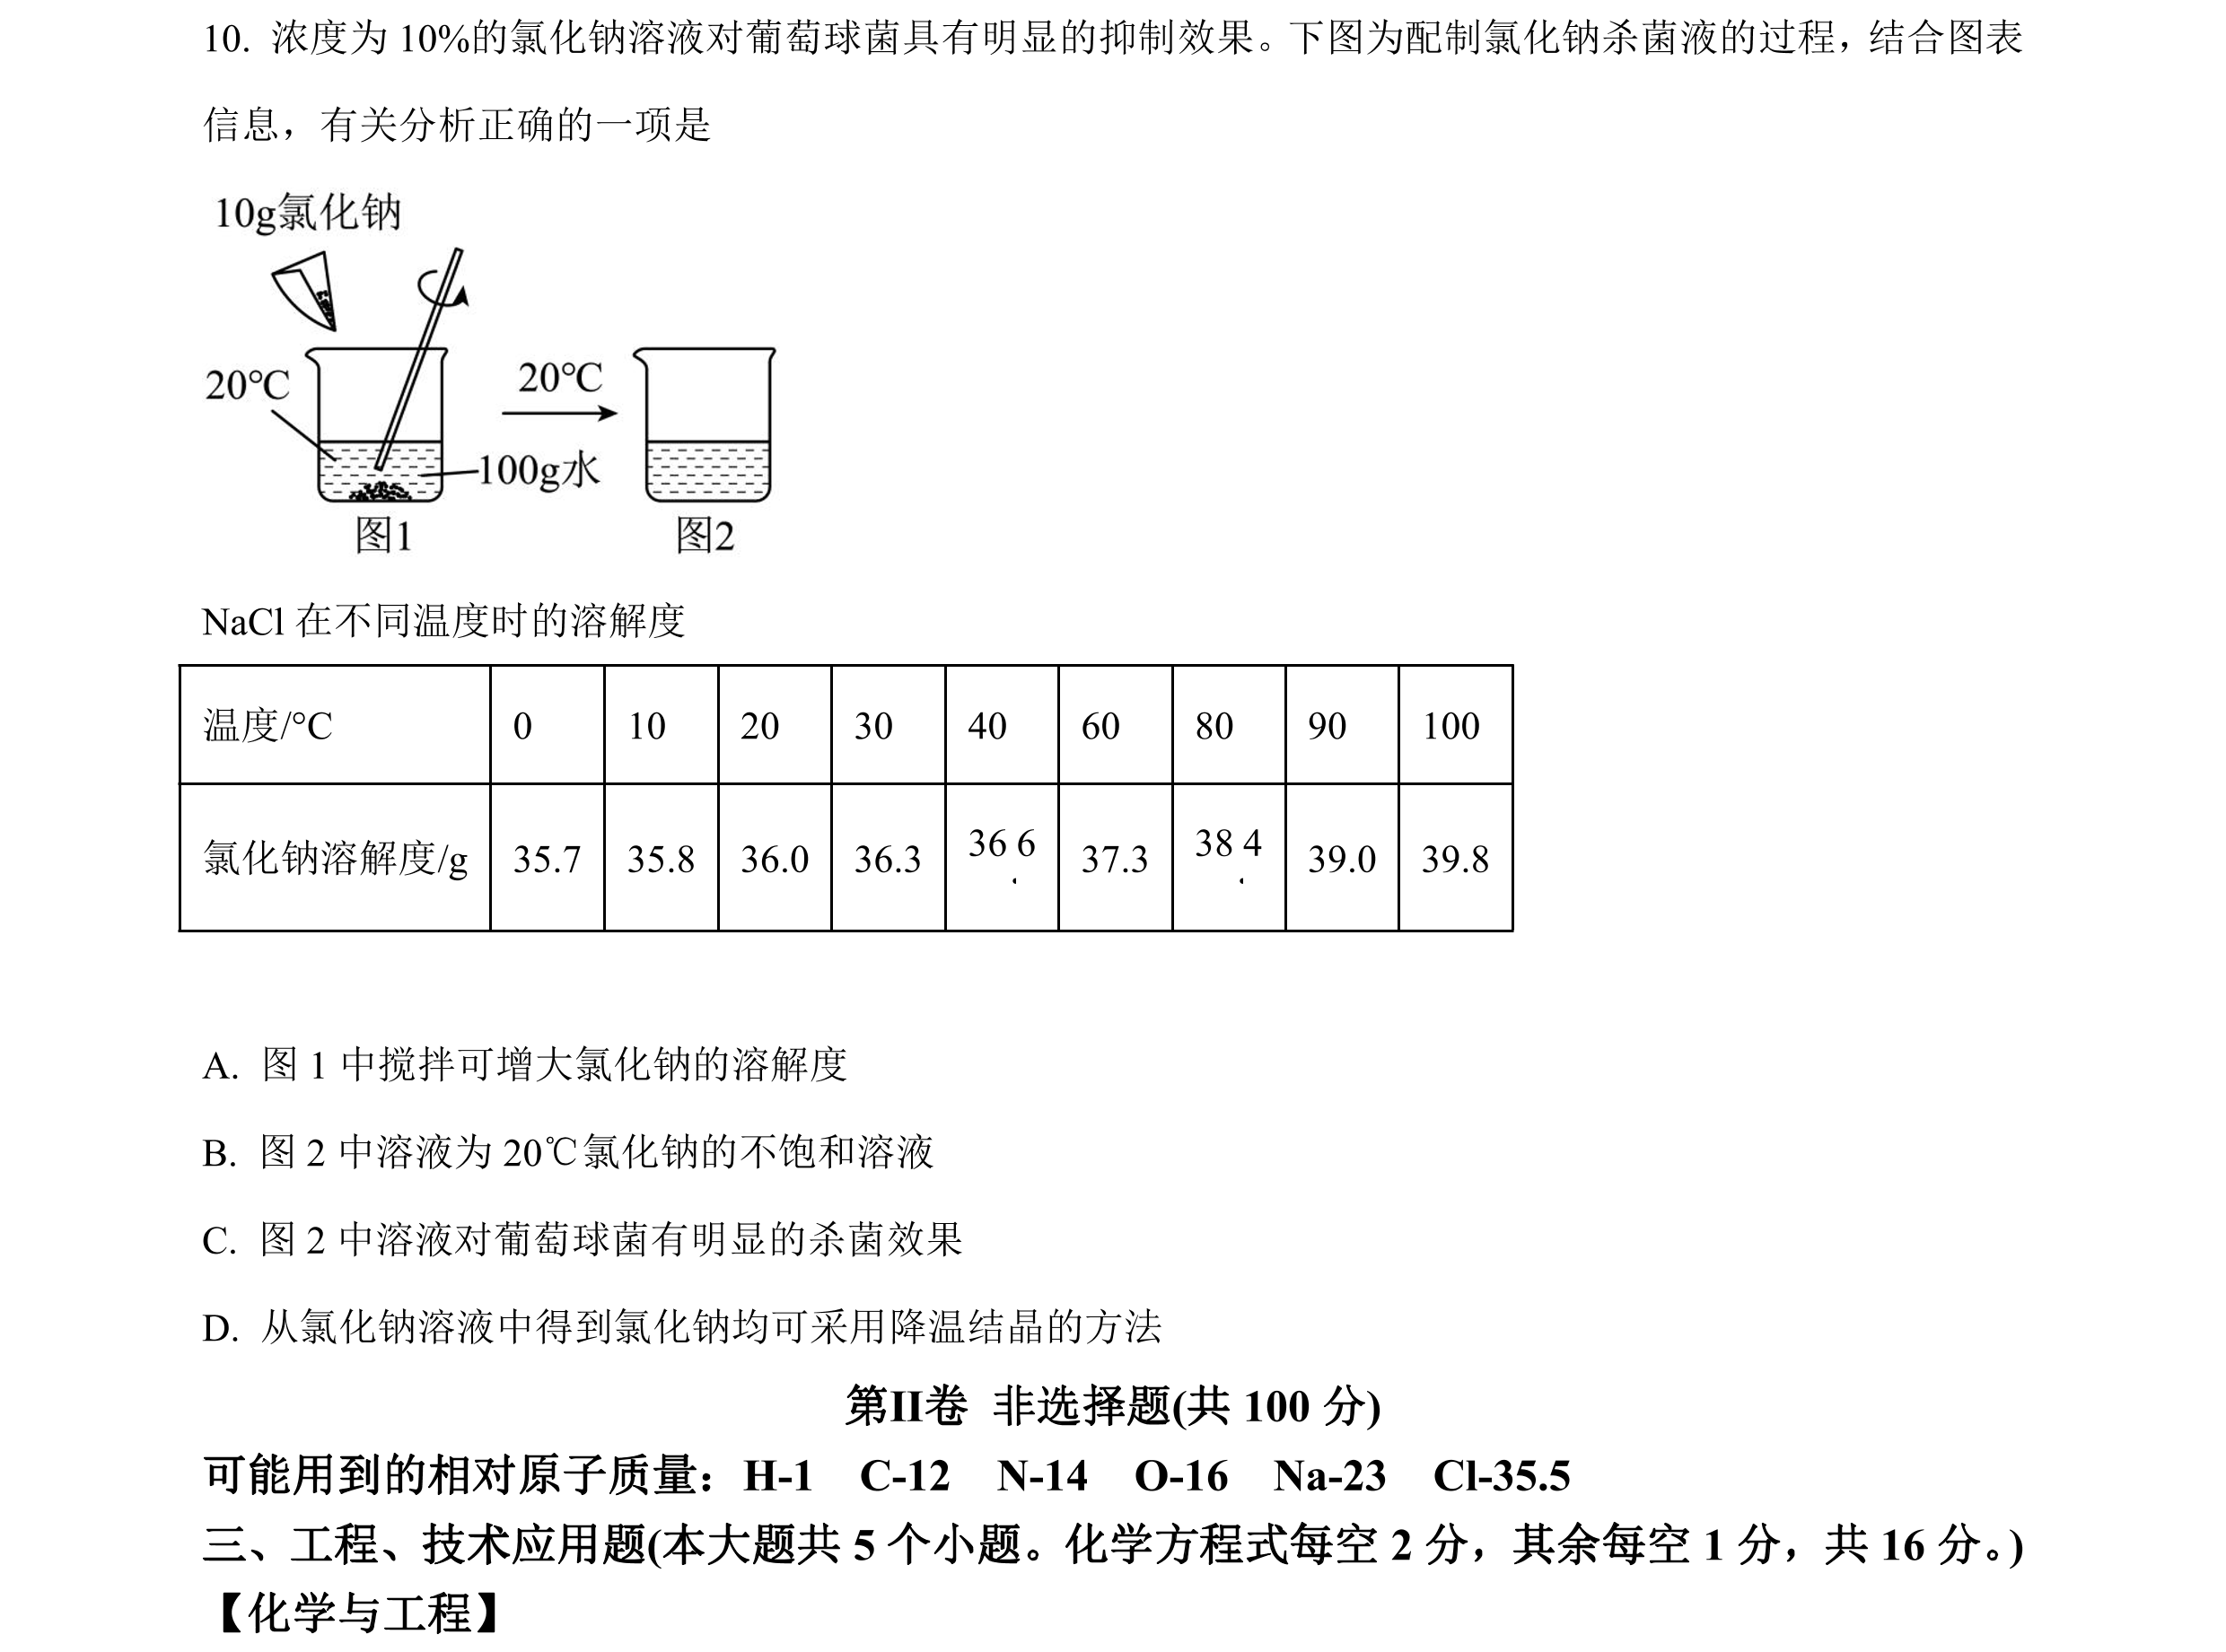 10. 浓度为 10%的氯化钠溶液对葡萄球菌具有明显的抑制效果。下图为配制氯化钠杀菌液的过程，结合图表
信息，有关分析正确的一项是
10g氯化钠
20℃
20℃
100g水
图1
图2
NaCl 在不同温度时的溶解度
温度/°C 0 10 20 30 40 60 80 90 100
氯化钠溶解度/g 35.7 35.8 36.0 36.3 36.6 37.3 38.4 39.0 39.8
A. 图 1 中搅拌可增大氯化钠的溶解度
B. 图 2 中溶液为 20℃氯化钠的不饱和溶液
C. 图 2 中溶液对葡萄球菌有明显的杀菌效果
D. 从氯化钠溶液中得到氯化钠均可采用降温结晶的方法
第II卷 非选择题(共 100 分)
可能用到的相对原子质量：H-1 C-12 N-14 O-16 Na-23 Cl-35.5
三、工程、技术应用题(本大题共 5 个小题。化学方程式每空 2 分，其余每空 1 分，共 16 分。)
【化学与工程】